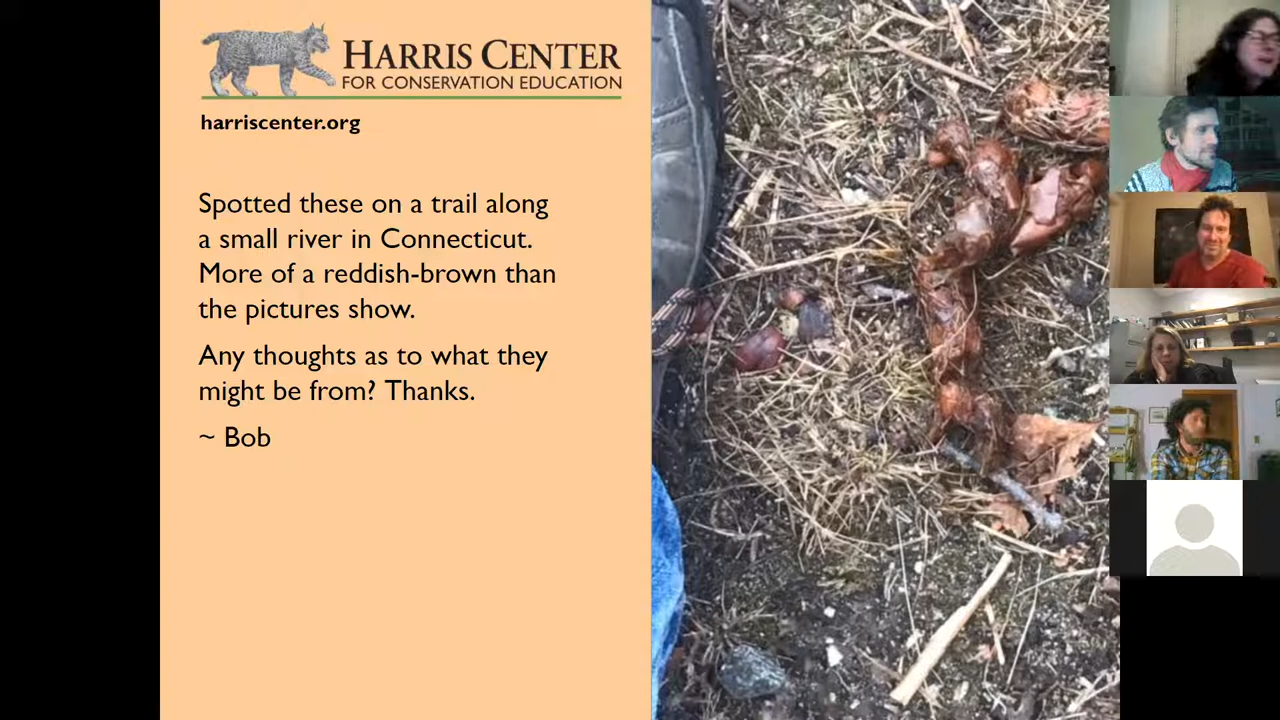 HARRIS CENTER
FOR CONSERVATION EDUCATION
harriscenter.org
Spotted these on a trail along
a small river in Connecticut.
More of a reddish-brown than
the pictures show.
Any thoughts as to what they
might be from? Thanks.
~ Bob